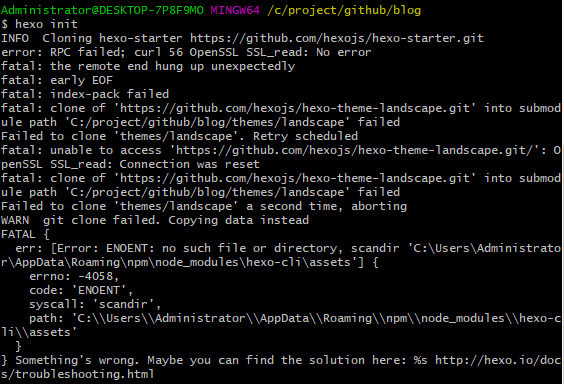 Administrator@DESKTOP-7P8F9MO MINGW64 /c/project/github/blog
$ hexo init
INFO  Cloning hexo-starter https://github.com/hexojs/hexo-starter.git
error: RPC failed; curl 56 OpenSSL SSL_read: No error
fatal: the remote end hung up unexpectedly
fatal: early EOF
fatal: index-pack failed
fatal: clone of 'https://github.com/hexojs/hexo-theme-landscape.git' into submod
ule path 'C:/project/github/blog/themes/landscape' failed
Failed to clone 'themes/landscape'. Retry scheduled
fatal: unable to access 'https://github.com/hexojs/hexo-theme-landscape.git/': O
penSSL SSL_read: Connection was reset
fatal: clone of 'https://github.com/hexojs/hexo-theme-landscape.git' into submod
ule path 'C:/project/github/blog/themes/landscape' failed
Failed to clone 'themes/landscape' a second time, aborting
WARN  git clone failed. Copying data instead
FATAL {
  err: [Error: ENOENT: no such file or directory, scandir 'C:\Users\Administrato
r\AppData\Roaming\npm\node_modules\hexo-cli\assets'] {
    errno: -4058,
    code: 'ENOENT',
    syscall: 'scandir',
    path: 'C:\\Users\\Administrator\\AppData\\Roaming\\npm\\node_modules\\hexo-c
li\\assets'
  }
} Something's wrong. Maybe you can find the solution here: %s http://hexo.io/doc
s/troubleshooting.html